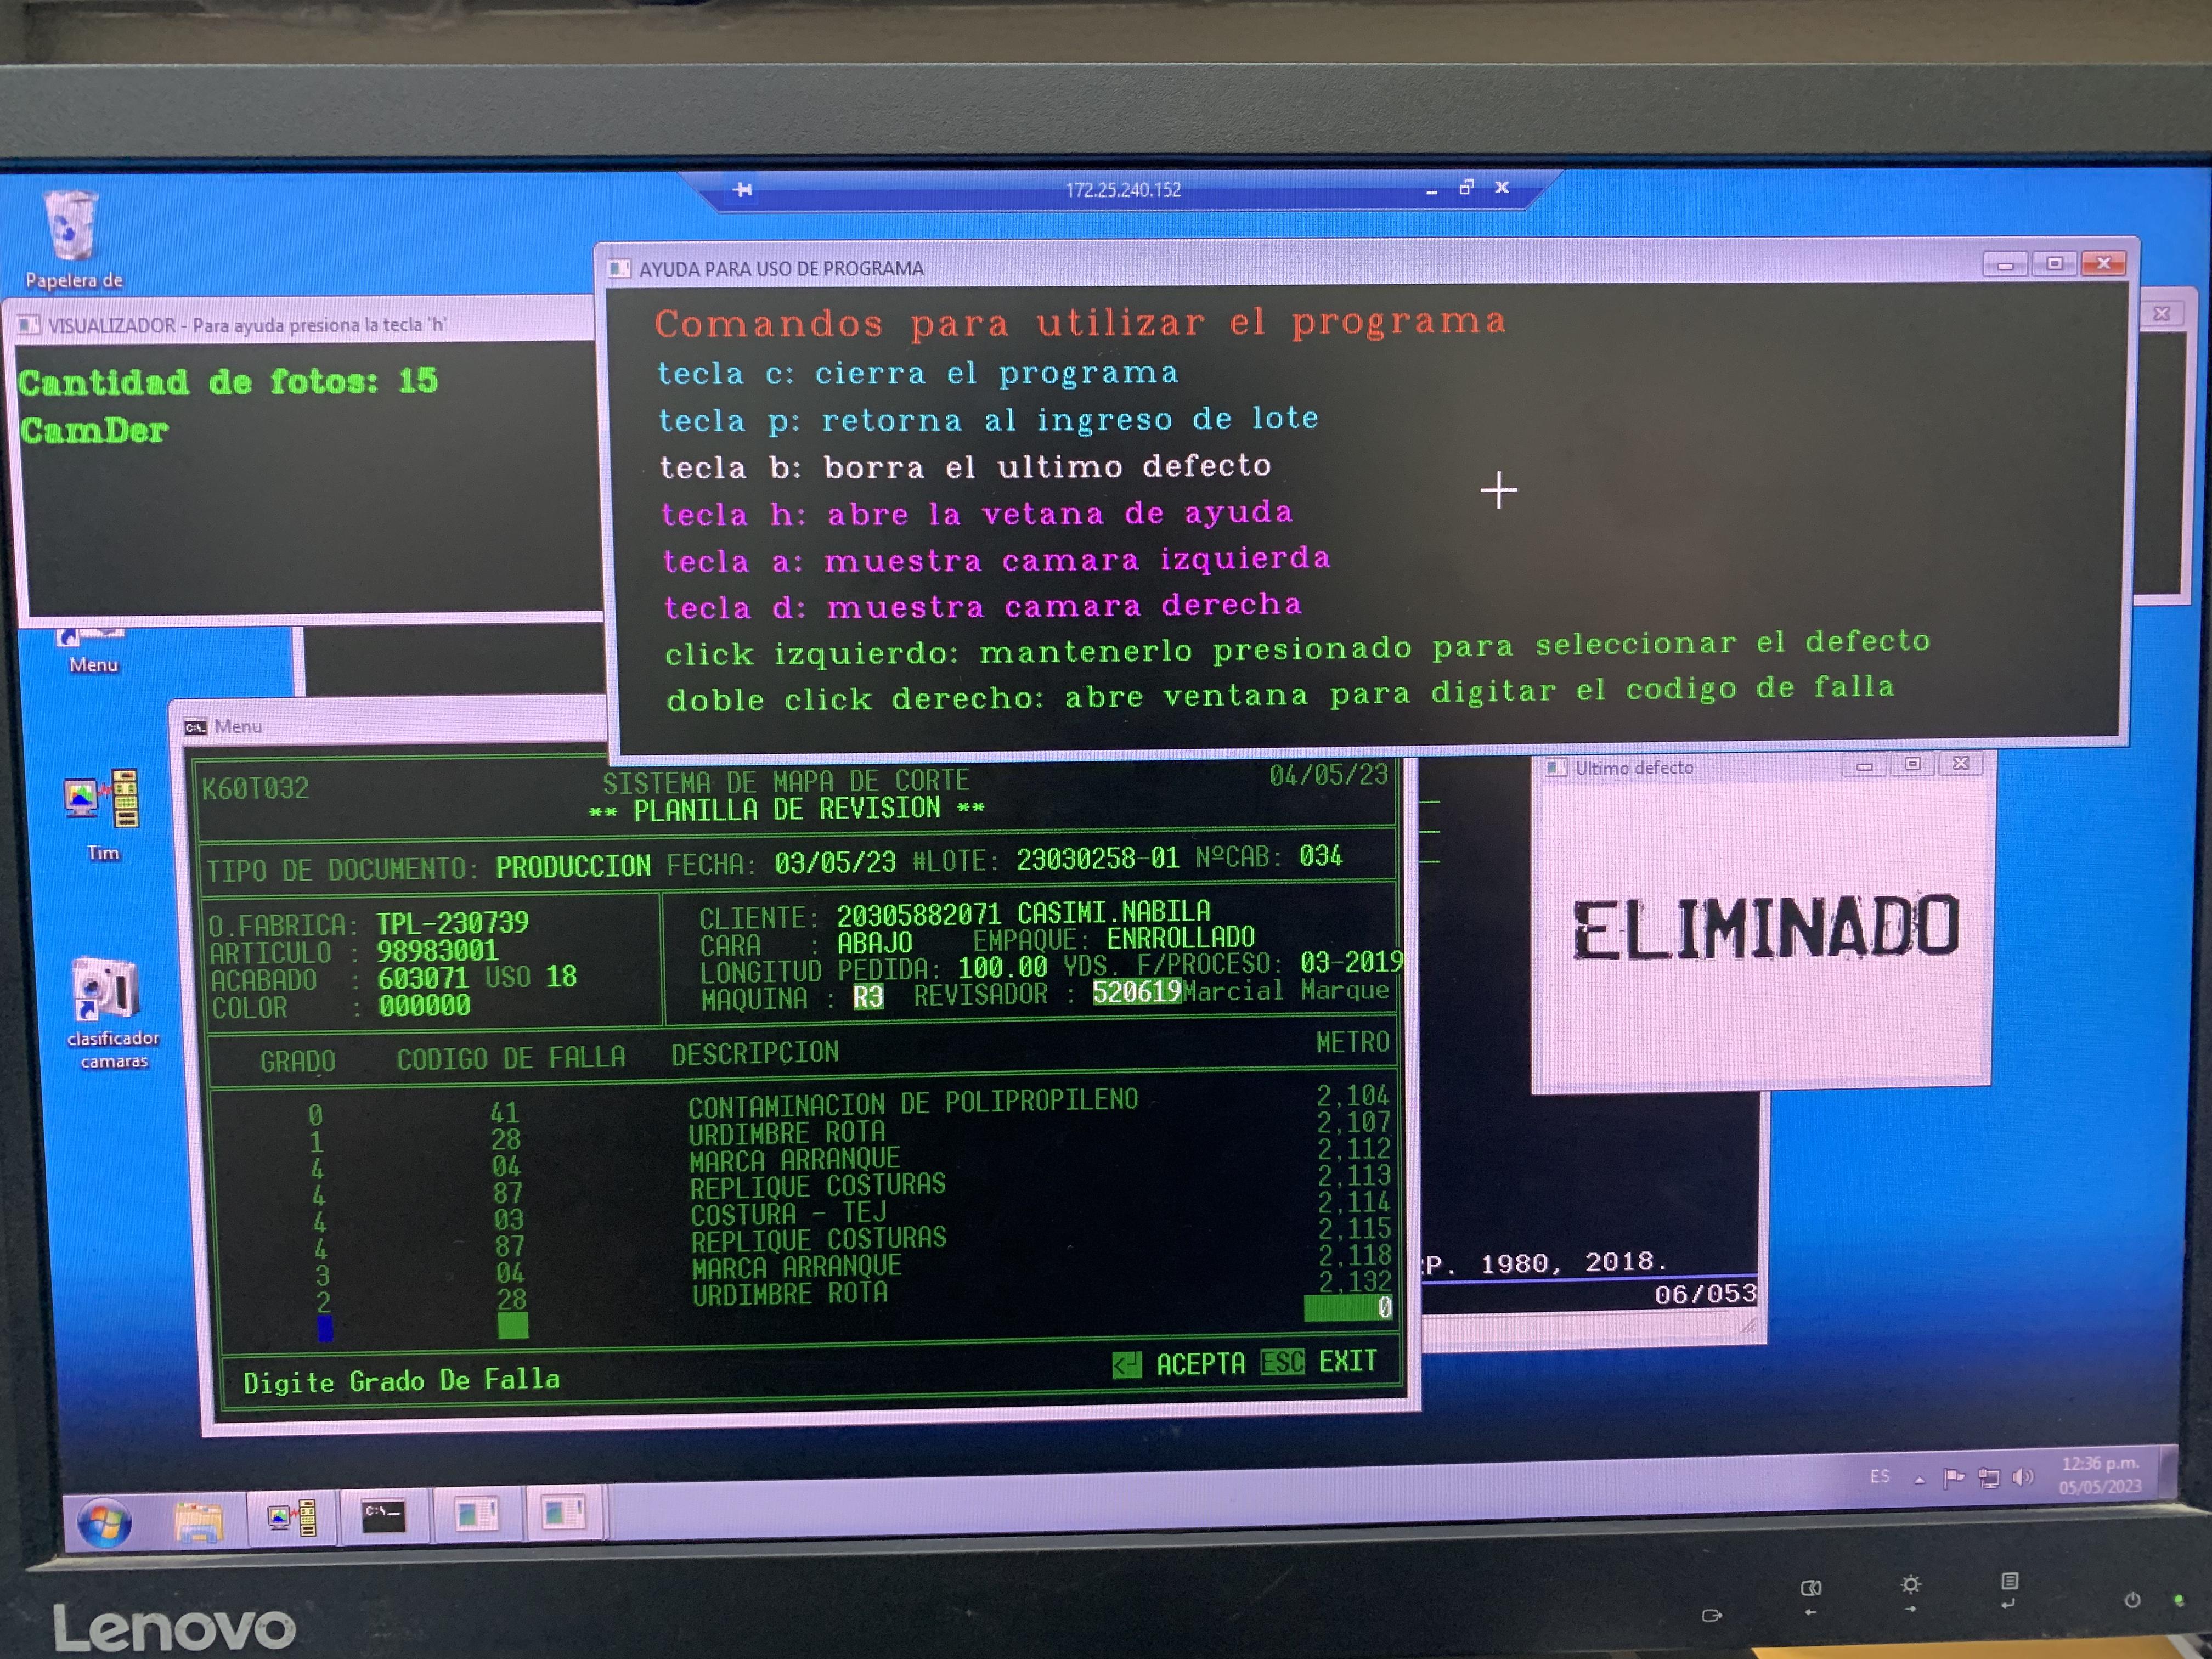 172.25.240.152
Papelera de
AYUDA PARA USO DE PROGRAMA
Comandos para utilizar el programa
tecla c: cierra el programa
tecla p: retorna al ingreso de lote
tecla b: borra el ultimo defecto
tecla h: abre la vetana de ayuda
tecla a: muestra camara izquierda
tecla d: muestra camara derecha
click izquierdo: mantenerlo presionado para seleccionar el defecto
doble click derecho: abre ventana para digitar el codigo de falla
VISUALIZADOR - Para ayuda presiona la tecla 'h'
Cantidad de fotos: 15
CamDer
Menu
Tim
clasificador
camaras
Menu
K60T032 SISTEMA DE MAPA DE CORTE 04/05/23
** PLANILLA DE REVISION **
TIPO DE DOCUMENTO: PRODUCCION FECHA: 03/05/23 #LOTE: 23030258-01 NºCAB: 034
O.FABRICA: TPL-230739
ARTICULO : 98983001
ACABADO : 603071 USO 18
COLOR : 000000
CLIENTE: 20305882071 CASIMI.NABILA
CARA : ABAJO EMPAQUE: ENRROLLADO
LONGITUD PEDIDA: 100.00 YDS. F/PROCESO: 03-2019
MAQUINA : R3 REVISADOR : 520619Marcial Marque
GRADO CODIGO DE FALLA DESCRIPCION METRO
0 41 CONTAMINACION DE POLIPROPILENO 2,104
1 28 URDIMBRE ROTA 2,107
4 04 MARCA ARRANQUE 2,112
4 87 REPLIQUE COSTURAS 2,113
4 03 COSTURA - TEJ 2,114
4 87 REPLIQUE COSTURAS 2,115
3 04 MARCA ARRANQUE 2,118
2 28 URDIMBRE ROTA 2,132
0
Digite Grado De Falla ACEPTA ESC EXIT
Ultimo defecto
ELIMINADO
P. 1980, 2018.
06/053
C:\_
ES
12:36 p.m.
05/05/2023
Lenovo